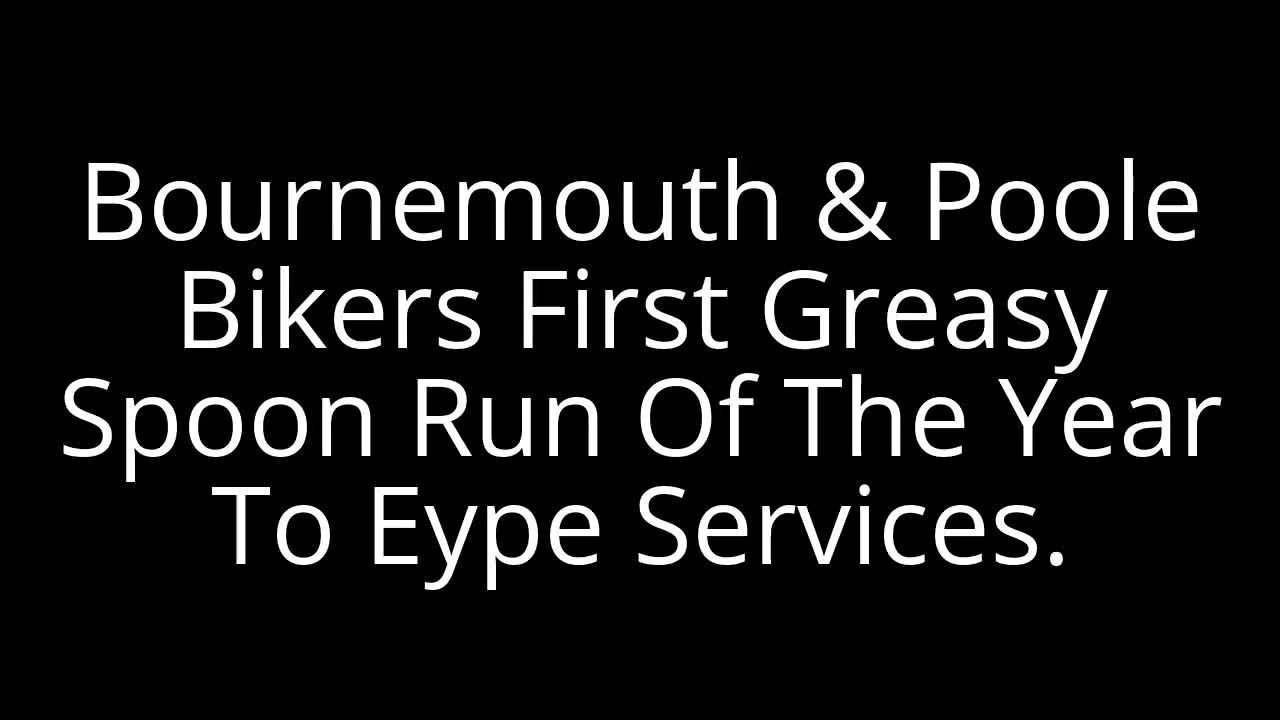 Bournemouth & Poole
Bikers First Greasy
Spoon Run Of The Year
To Eype Services.